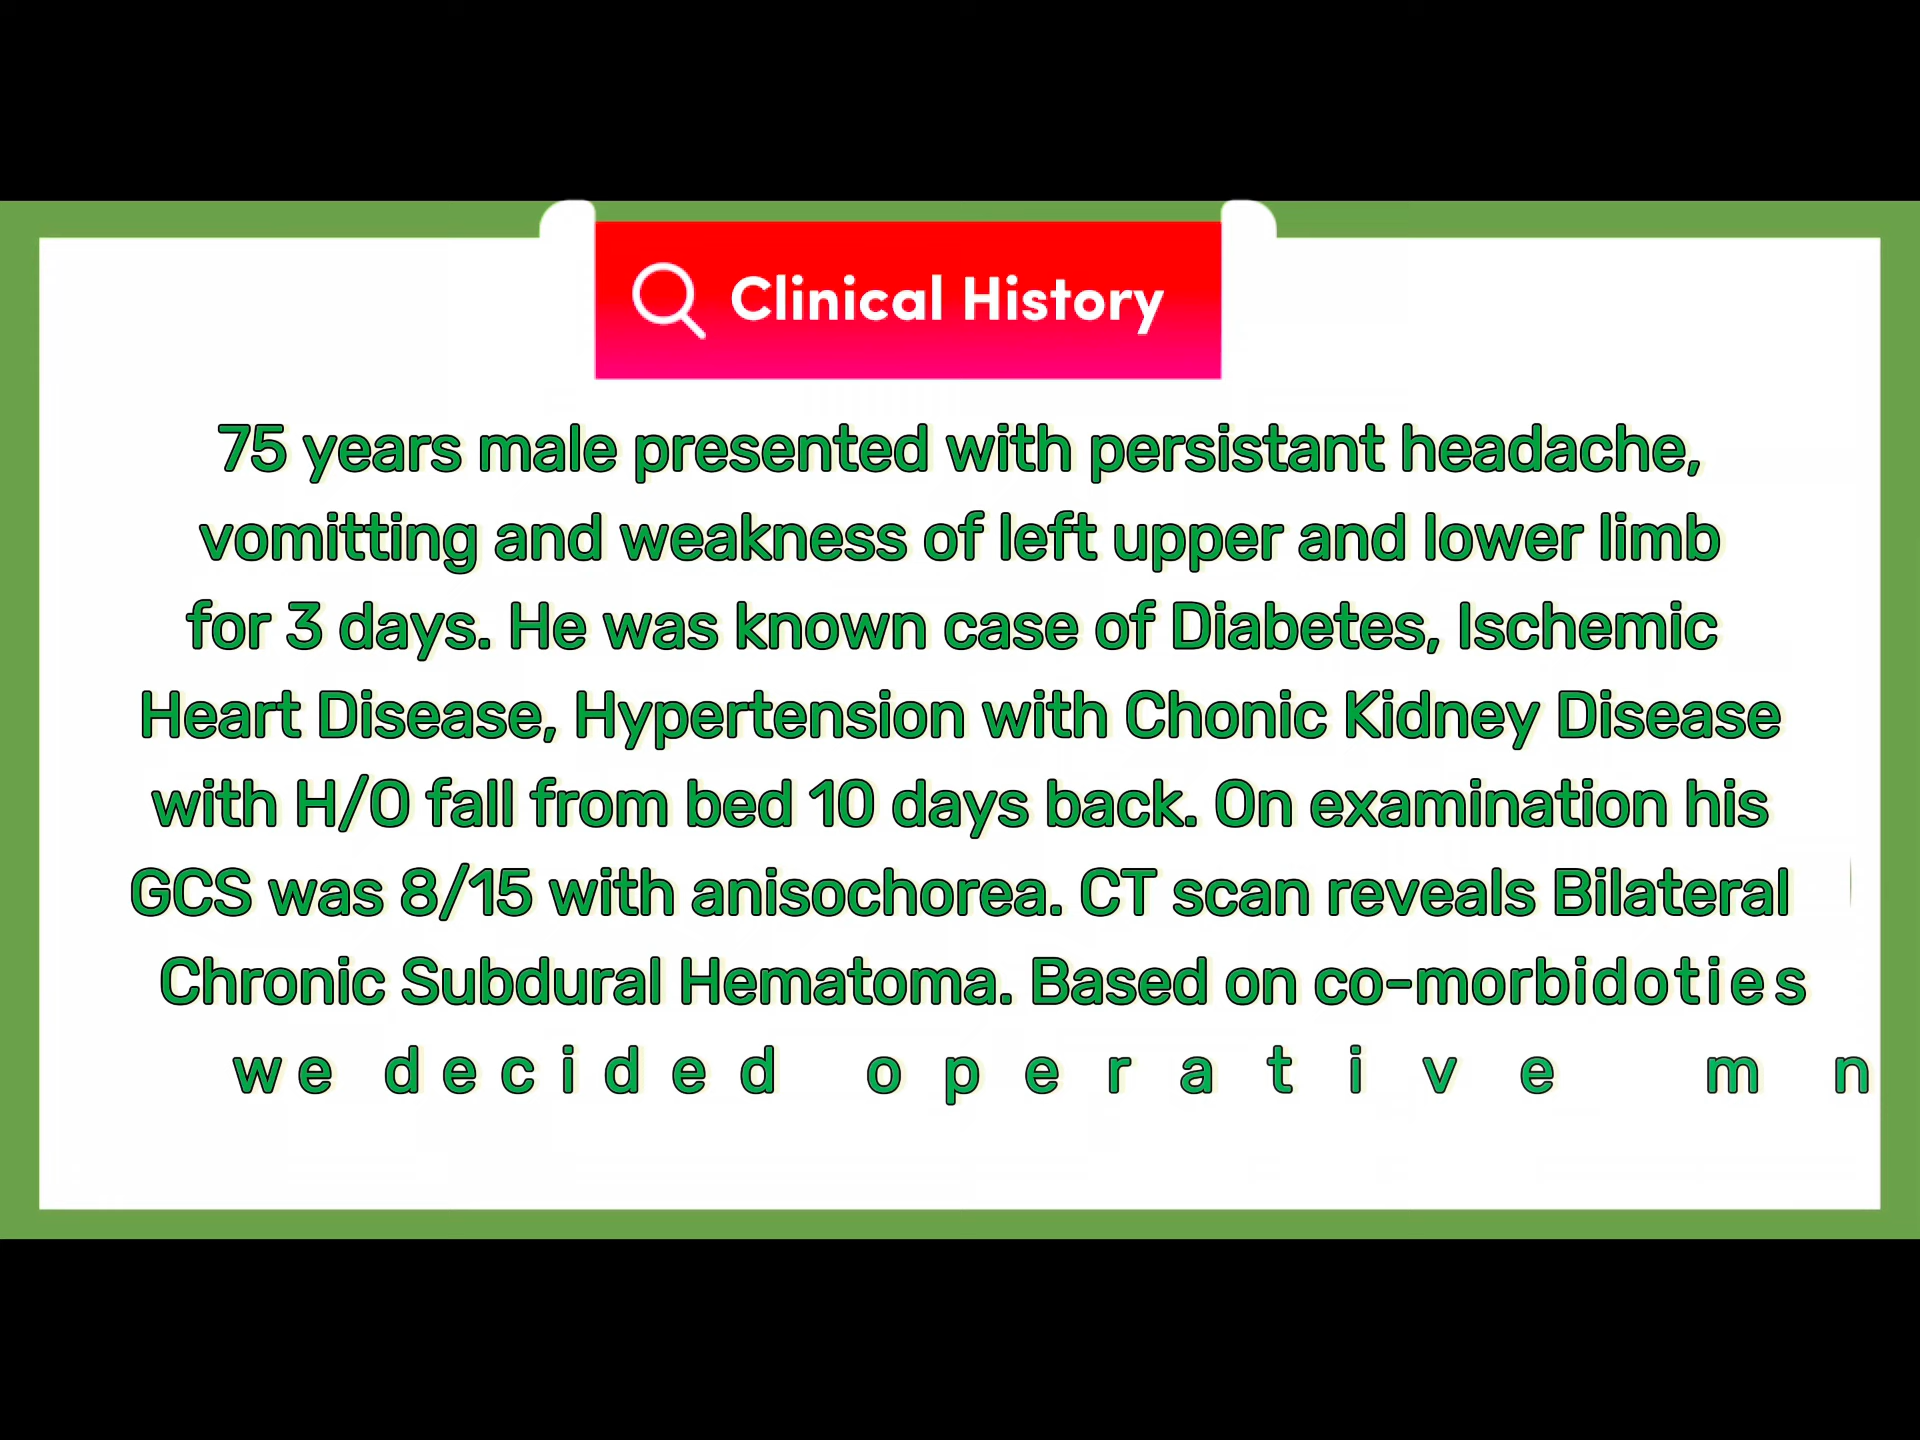 Clinical History
75 years male presented with persistant headache,
vomitting and weakness of left upper and lower limb
for 3 days. He was known case of Diabetes, Ischemic
Heart Disease, Hypertension with Chonic Kidney Disease
with H/O fall from bed 10 days back. On examination his
GCS was 8/15 with anisochorea. CT scan reveals Bilateral
Chronic Subdural Hematoma. Based on co-morbidoties
we decided operative m n